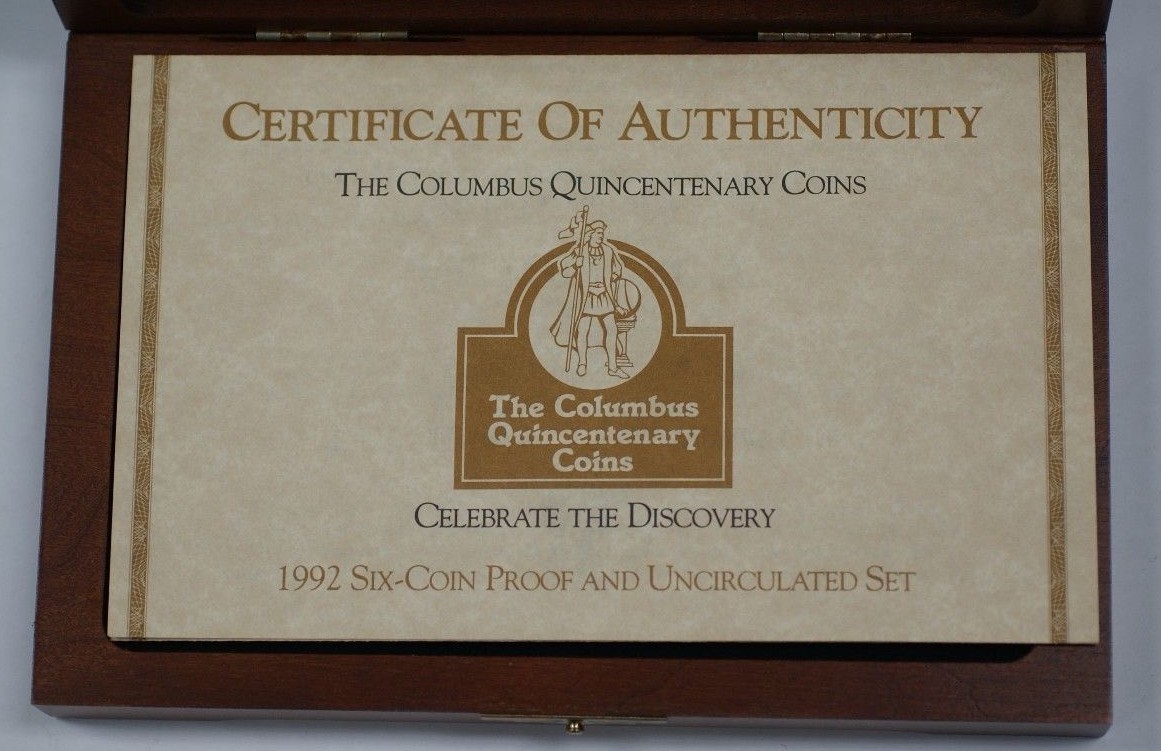 CERTIFICATE OF AUTHENTICITY
THE COLUMBUS QUINCENTENARY COINS
The Columbus
Quincentenary
Coins
CELEBRATE THE DISCOVERY
1992 SIX-COIN PROOF AND UNCIRCULATED SET